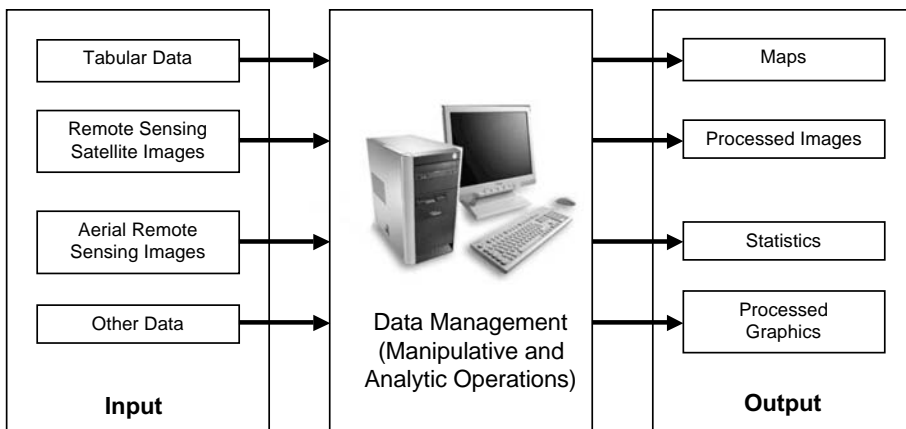 Tabular Data
Remote Sensing
Satellite Images
Aerial Remote
Sensing Images
Other Data
Input
Data Management
(Manipulative and
Analytic Operations)
Maps
Processed Images
Statistics
Processed
Graphics
Output